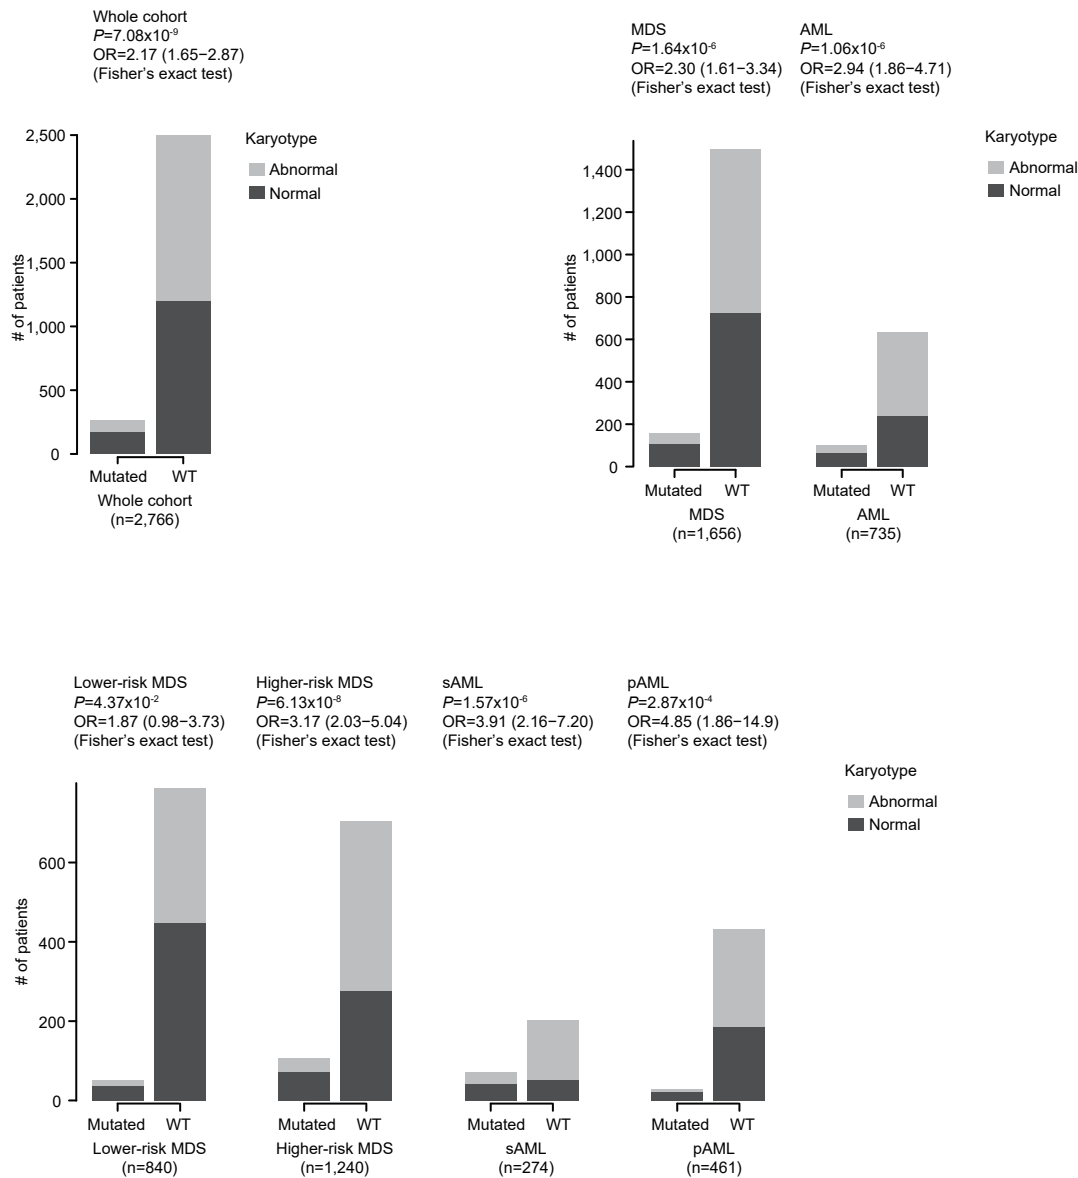 Whole cohort
P=7.08x10⁻⁹
OR=2.17 (1.65−2.87)
(Fisher’s exact test)
2,500
2,000
1,500
1,000
500
0
# of patients
Karyotype
Abnormal
Normal
Mutated WT
Whole cohort
(n=2,766)
MDS
P=1.64x10⁻⁶
OR=2.30 (1.61−3.34)
(Fisher’s exact test)
AML
P=1.06x10⁻⁶
OR=2.94 (1.86−4.71)
(Fisher’s exact test)
1,400
1,200
1,000
800
600
400
200
0
# of patients
Karyotype
Abnormal
Normal
Mutated WT Mutated WT
MDS
(n=1,656)
AML
(n=735)
Lower-risk MDS
P=4.37x10⁻²
OR=1.87 (0.98−3.73)
(Fisher’s exact test)
Higher-risk MDS
P=6.13x10⁻⁸
OR=3.17 (2.03−5.04)
(Fisher’s exact test)
sAML
P=1.57x10⁻⁶
OR=3.91 (2.16−7.20)
(Fisher’s exact test)
pAML
P=2.87x10⁻⁴
OR=4.85 (1.86−14.9)
(Fisher’s exact test)
600
400
200
0
# of patients
Karyotype
Abnormal
Normal
Mutated WT Mutated WT Mutated WT Mutated WT
Lower-risk MDS
(n=840)
Higher-risk MDS
(n=1,240)
sAML
(n=274)
pAML
(n=461)